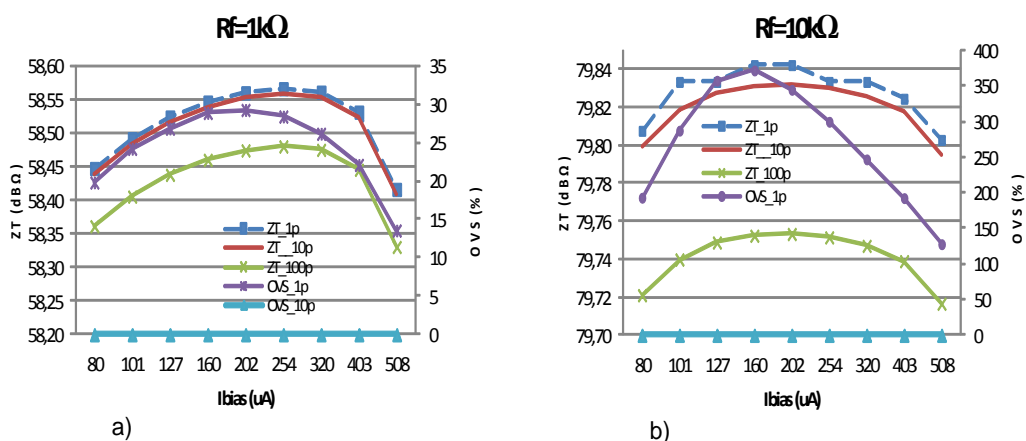 Rf=1kΩ
58,60
58,55
58,50
58,45
58,40
58,35
58,30
58,25
58,20
ZT (dBΩ)
35
30
25
20
15
10
5
0
OVS (%)
ZT_1p
ZT__10p
ZT_100p
OVS_1p
OVS_10p
80 101 127 160 202 254 320 403 508
Ibias (uA)
a)
Rf=10kΩ
79,84
79,82
79,80
79,78
79,76
79,74
79,72
79,70
ZT (dBΩ)
400
350
300
250
200
150
100
50
0
OVS (%)
ZT_1p
ZT__10p
ZT_100p
OVS_1p
80 101 127 160 202 254 320 403 508
Ibias (uA)
b)